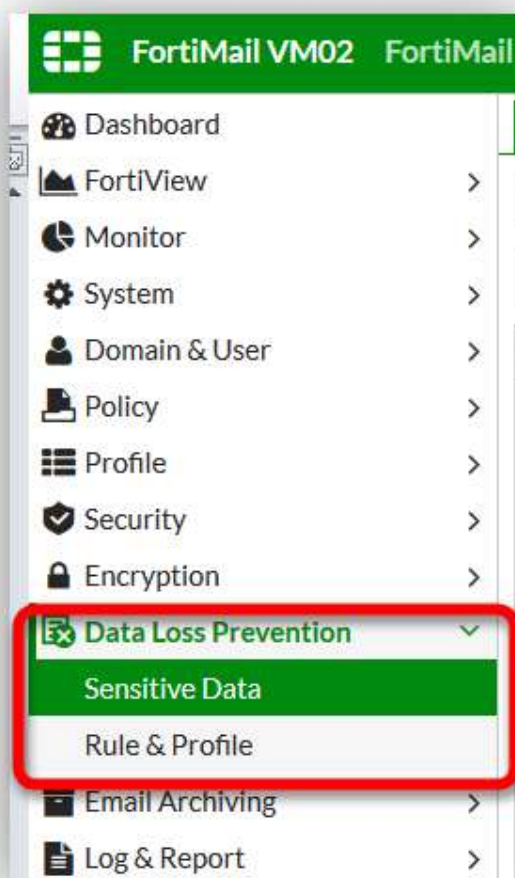 FortiMail VM02 FortiMail
Dashboard
FortiView
Monitor
System
Domain & User
Policy
Profile
Security
Encryption
Data Loss Prevention
Sensitive Data
Rule & Profile
Email Archiving
Log & Report